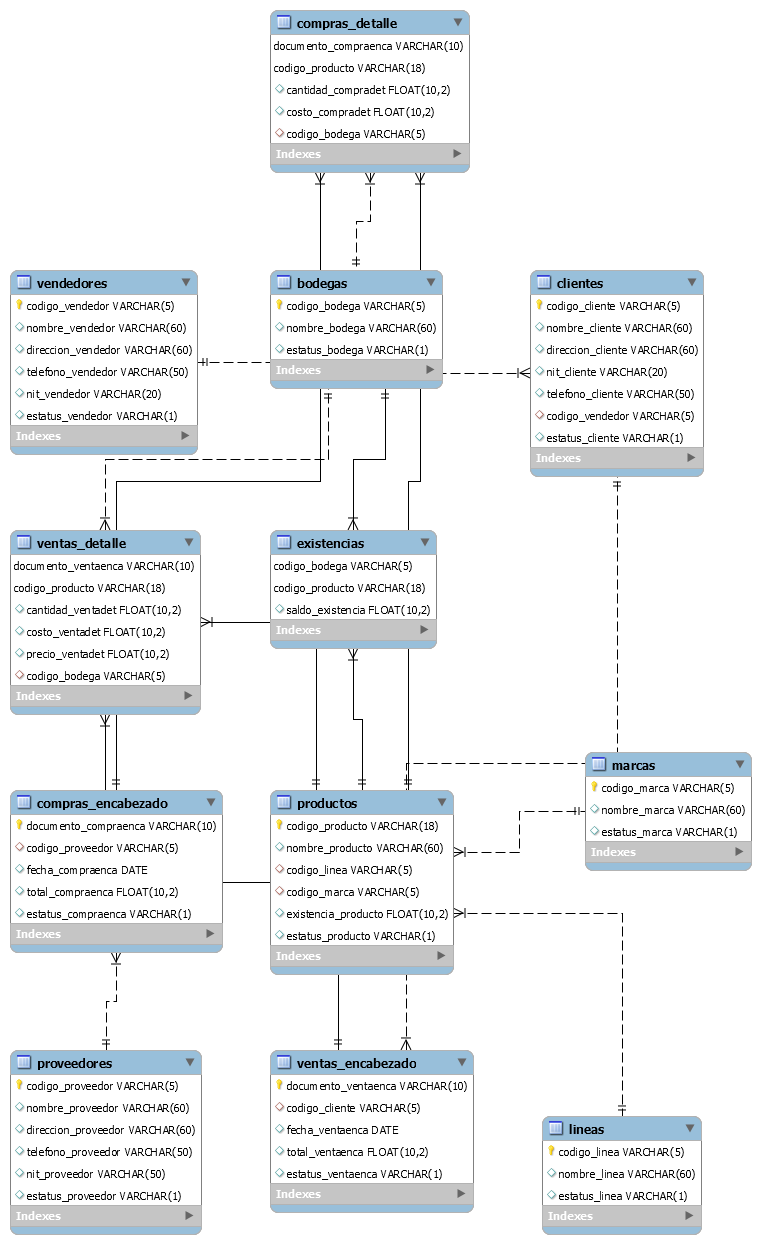 compras_detalle
documento_compraenca VARCHAR(10)
codigo_producto VARCHAR(18)
cantidad_compradet FLOAT(10,2)
costo_compradet FLOAT(10,2)
codigo_bodega VARCHAR(5)
Indexes
vendedores
codigo_vendedor VARCHAR(5)
nombre_vendedor VARCHAR(60)
direccion_vendedor VARCHAR(60)
telefono_vendedor VARCHAR(50)
nit_vendedor VARCHAR(20)
estatus_vendedor VARCHAR(1)
Indexes
bodegas
codigo_bodega VARCHAR(5)
nombre_bodega VARCHAR(60)
estatus_bodega VARCHAR(1)
Indexes
clientes
codigo_cliente VARCHAR(5)
nombre_cliente VARCHAR(60)
direccion_cliente VARCHAR(60)
nit_cliente VARCHAR(20)
telefono_cliente VARCHAR(50)
codigo_vendedor VARCHAR(5)
estatus_cliente VARCHAR(1)
Indexes
ventas_detalle
documento_ventaenca VARCHAR(10)
codigo_producto VARCHAR(18)
cantidad_ventadet FLOAT(10,2)
costo_ventadet FLOAT(10,2)
precio_ventadet FLOAT(10,2)
codigo_bodega VARCHAR(5)
Indexes
existencias
codigo_bodega VARCHAR(5)
codigo_producto VARCHAR(18)
saldo_existencia FLOAT(10,2)
Indexes
marcas
codigo_marca VARCHAR(5)
nombre_marca VARCHAR(60)
estatus_marca VARCHAR(1)
Indexes
compras_encabezado
documento_compraenca VARCHAR(10)
codigo_proveedor VARCHAR(5)
fecha_compraenca DATE
total_compraenca FLOAT(10,2)
estatus_compraenca VARCHAR(1)
Indexes
productos
codigo_producto VARCHAR(18)
nombre_producto VARCHAR(60)
codigo_linea VARCHAR(5)
codigo_marca VARCHAR(5)
existencia_producto FLOAT(10,2)
estatus_producto VARCHAR(1)
Indexes
proveedores
codigo_proveedor VARCHAR(5)
nombre_proveedor VARCHAR(60)
direccion_proveedor VARCHAR(60)
telefono_proveedor VARCHAR(50)
nit_proveedor VARCHAR(50)
estatus_proveedor VARCHAR(1)
Indexes
ventas_encabezado
documento_ventaenca VARCHAR(10)
codigo_cliente VARCHAR(5)
fecha_ventaenca DATE
total_ventaenca FLOAT(10,2)
estatus_ventaenca VARCHAR(1)
Indexes
lineas
codigo_linea VARCHAR(5)
nombre_linea VARCHAR(60)
estatus_linea VARCHAR(1)
Indexes